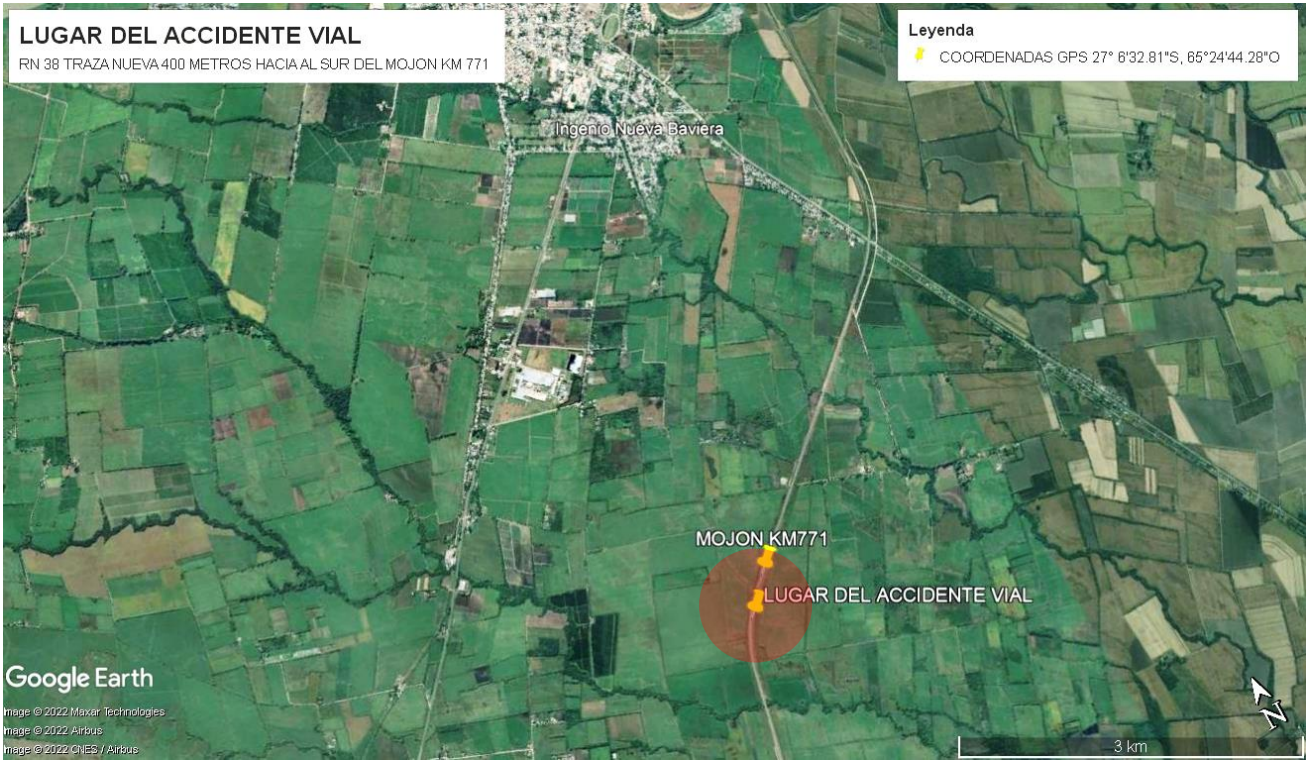 LUGAR DEL ACCIDENTE VIAL
RN 38 TRAZA NUEVA 400 METROS HACIA AL SUR DEL MOJON KM 771
Leyenda
COORDENADAS GPS 27° 6'32.81"S, 65°24'44.28"O
Ingenio Nueva Baviera
MOJON KM771
LUGAR DEL ACCIDENTE VIAL
Google Earth
Image © 2022 Maxar Technologies
Image © 2022 Airbus
Image © 2022 CNES / Airbus
N
3 km